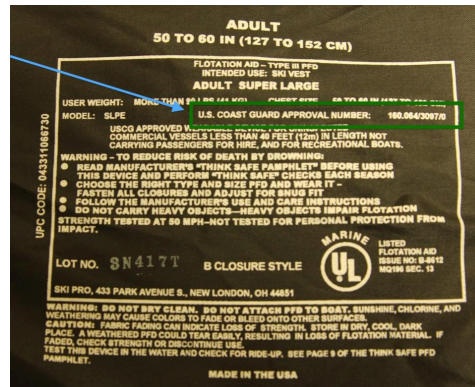 ADULT
50 TO 60 IN (127 TO 152 CM)
FLOTATION AID – TYPE III PFD
INTENDED USE: SKI VEST
ADULT SUPER LARGE
USER WEIGHT: MORE THAN 90 LBS (41 KG) CHEST SIZE 50 TO 60 IN (127 TO 152 CM)
MODEL: SLPE U.S. COAST GUARD APPROVAL NUMBER: 160.064/3097/0
USCG APPROVED
COMMERCIAL VESSELS LESS THAN 40 FEET (12m) IN LENGTH NOT
CARRYING PASSENGERS FOR HIRE, AND FOR RECREATIONAL BOATS.
WARNING - TO REDUCE RISK OF DEATH BY DROWNING:
● READ MANUFACTURER'S "THINK SAFE PAMPHLET" BEFORE USING
THIS DEVICE AND PERFORM "THINK SAFE" CHECKS EACH SEASON
● CHOOSE THE RIGHT TYPE AND SIZE PFD AND WEAR IT –
FASTEN ALL CLOSURES AND ADJUST FOR SNUG FIT
● FOLLOW THE MANUFACTURER'S USE AND CARE INSTRUCTIONS
● DO NOT CARRY HEAVY OBJECTS—HEAVY OBJECTS IMPAIR FLOTATION
STRENGTH TESTED AT 50 MPH–NOT TESTED FOR PERSONAL PROTECTION FROM
IMPACT.
UPC CODE: 043311066730
LOT NO. 3N417T B CLOSURE STYLE
MARINE
UL
LISTED
FLOTATION AID
ISSUE NO: B-8612
MQ196 SEC. 13
SKI PRO, 433 PARK AVENUE S., NEW LONDON, OH 44851
WARNING: DO NOT DRY CLEAN. DO NOT ATTACH PFD TO BOAT. SUNSHINE, CHLORINE, AND
WEATHERING MAY CAUSE COLORS TO FADE OR BLEED ONTO OTHER SURFACES.
CAUTION: FABRIC FADING CAN INDICATE LOSS OF STRENGTH. STORE IN DRY, COOL, DARK
PLACE. A WEATHERED PFD COULD TEAR EASILY, RESULTING IN LOSS OF FLOTATION MATERIAL. IF
FADED, CHECK STRENGTH OR DISCONTINUE USE.
TEST THIS DEVICE IN THE WATER AND CHECK FOR RIDE-UP. SEE PAGE 9 OF THE THINK SAFE PFD
PAMPHLET.
MADE IN THE USA